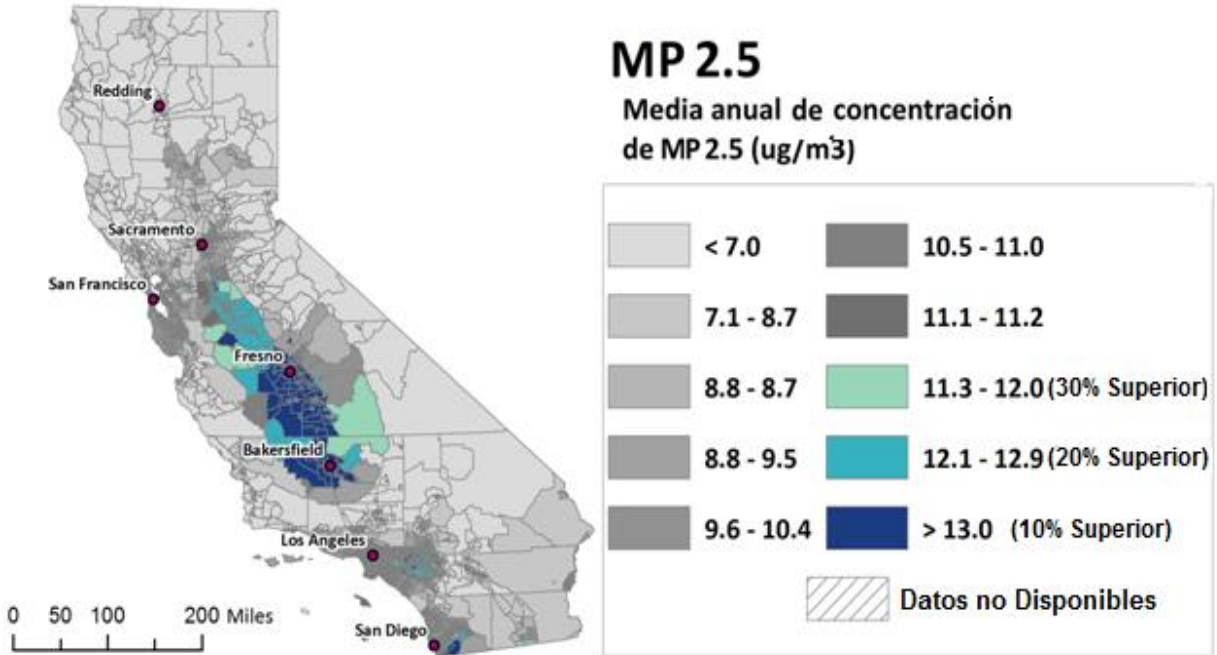 MP 2.5
Media anual de concentración
de MP 2.5 (ug/m3)
< 7.0
7.1 - 8.7
8.8 - 8.7
8.8 - 9.5
9.6 - 10.4
10.5 - 11.0
11.1 - 11.2
11.3 - 12.0 (30% Superior)
12.1 - 12.9 (20% Superior)
> 13.0 (10% Superior)
Datos no Disponibles
Redding
Sacramento
San Francisco
Fresno
Bakersfield
Los Angeles
San Diego
0 50 100 200 Miles